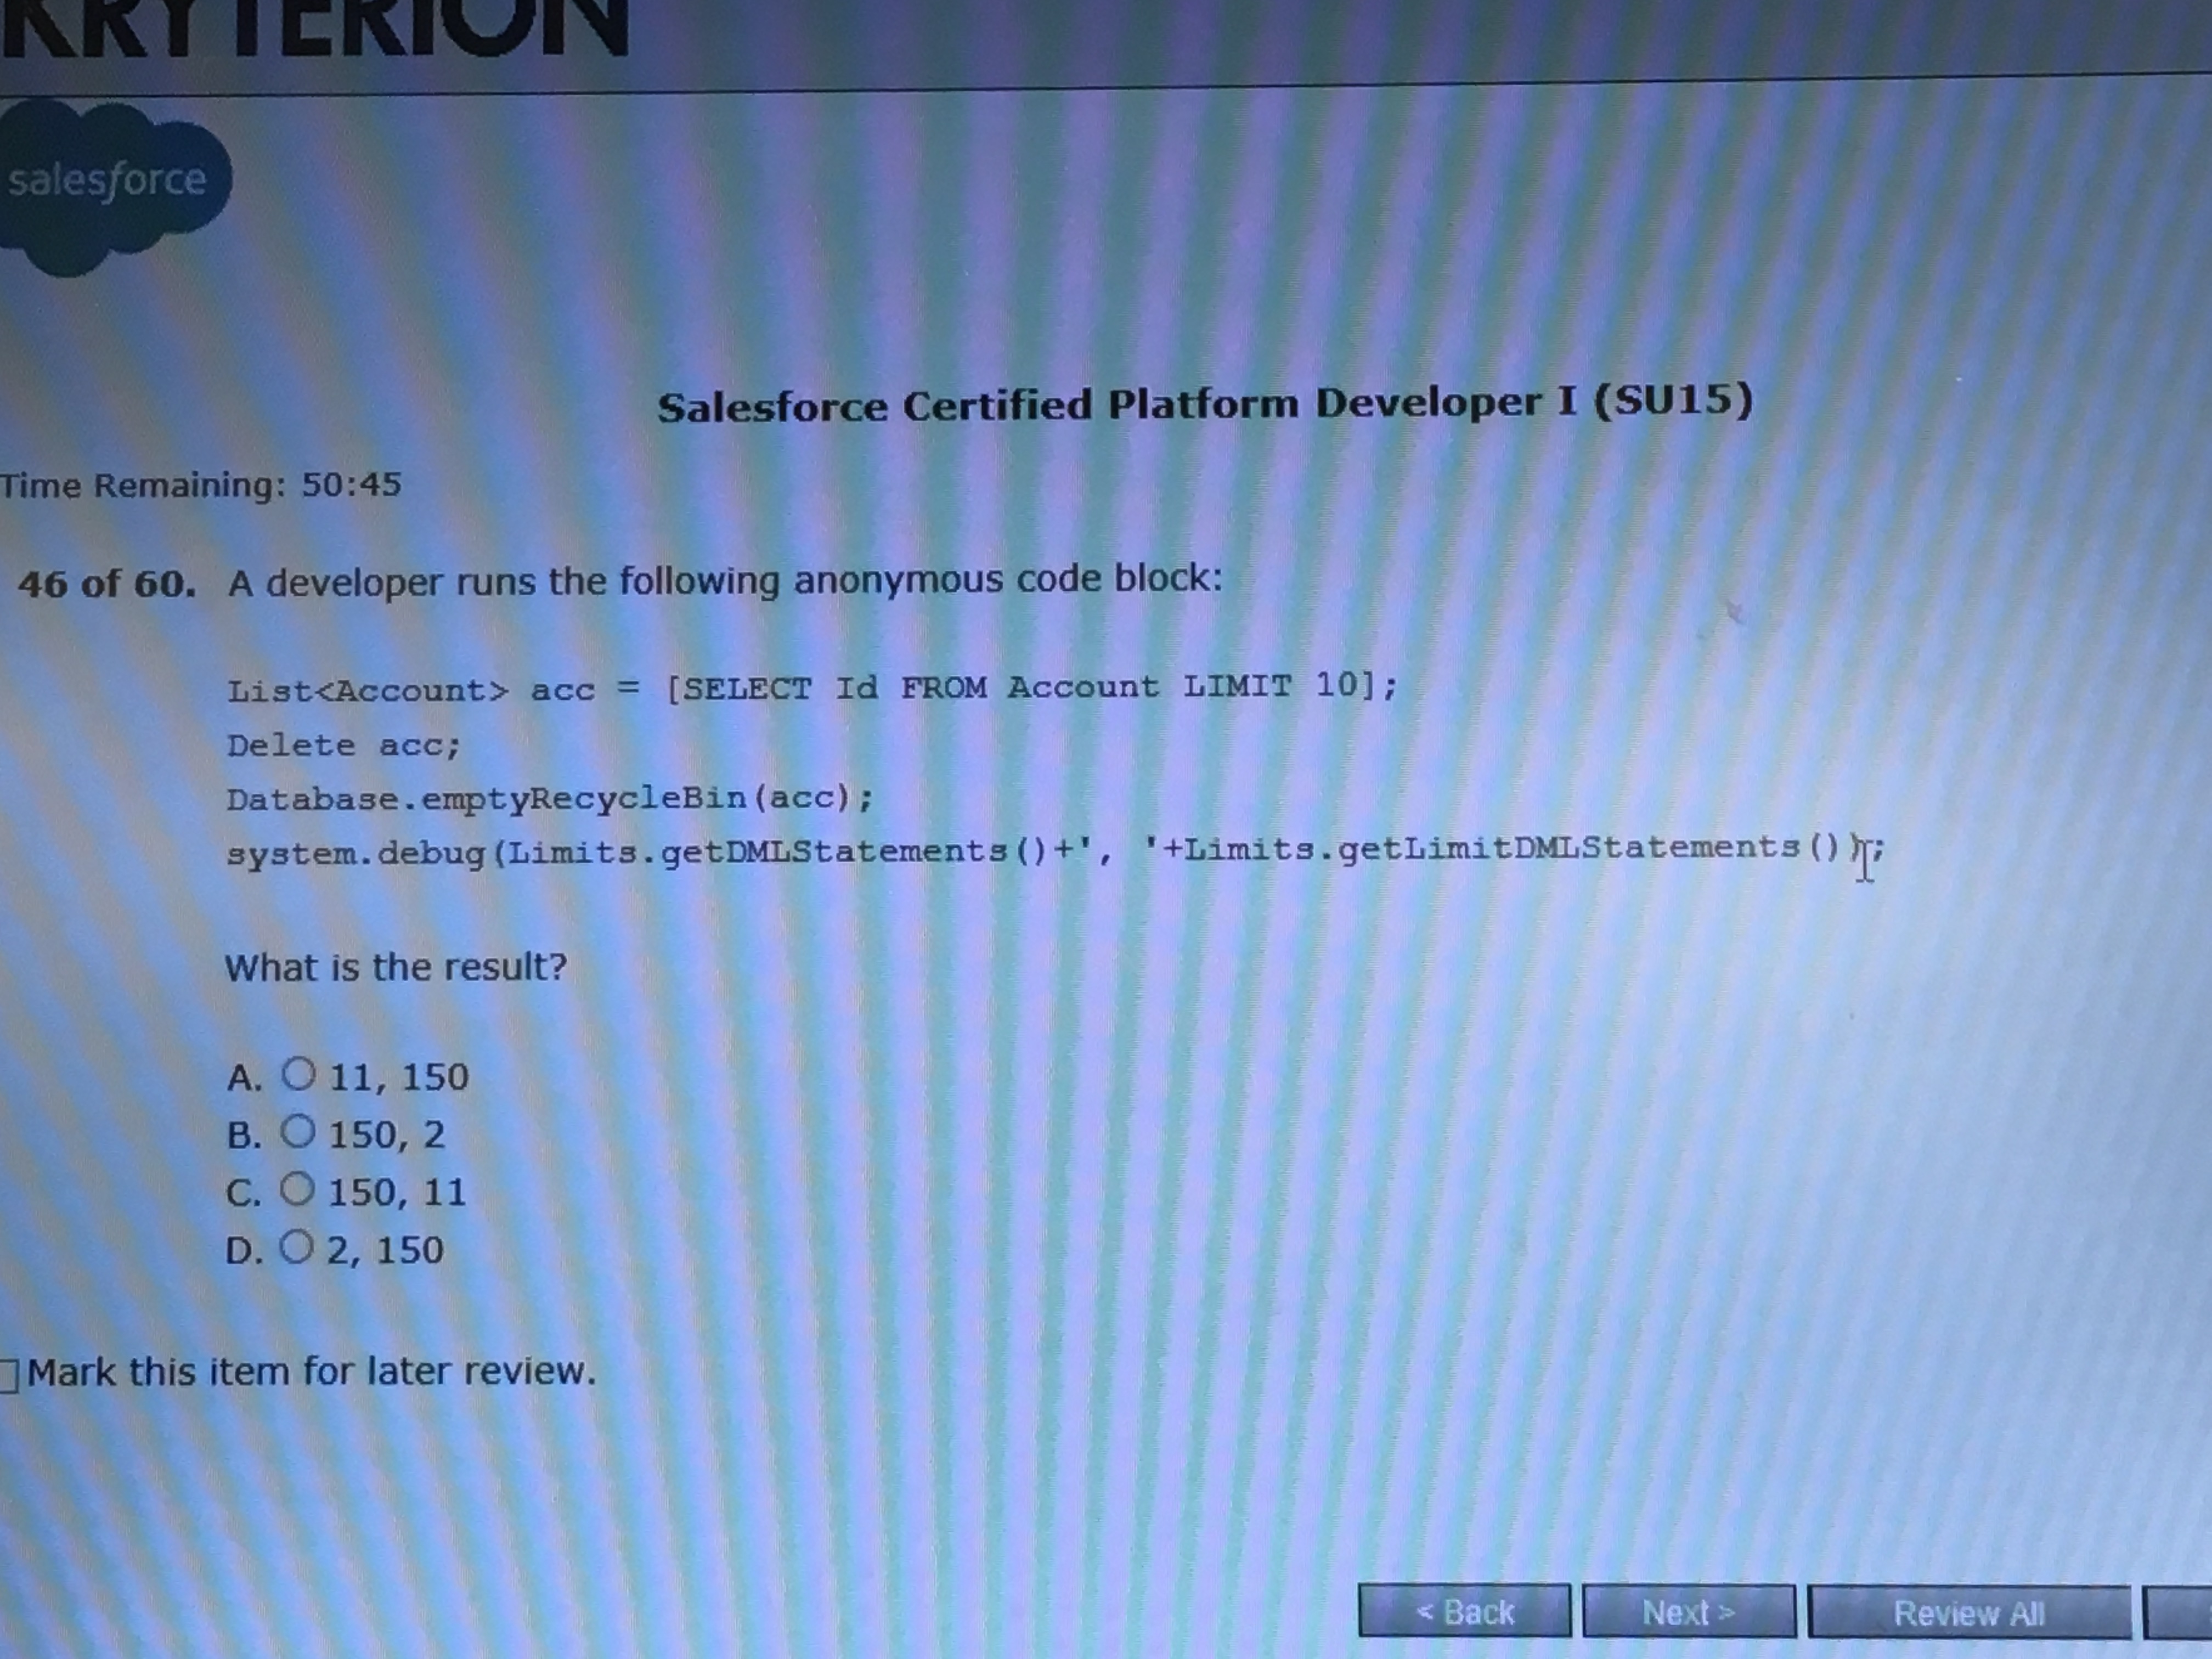 KRYTERION
salesforce
Salesforce Certified Platform Developer I (SU15)
Time Remaining: 50:45
46 of 60. A developer runs the following anonymous code block:
List<Account> acc = [SELECT Id FROM Account LIMIT 10];
Delete acc;
Database.emptyRecycleBin(acc);
system.debug(Limits.getDMLStatements()+', '+Limits.getLimitDMLStatements());
What is the result?
A. 11, 150
B. 150, 2
C. 150, 11
D. 2, 150
Mark this item for later review.
< Back Next > Review All